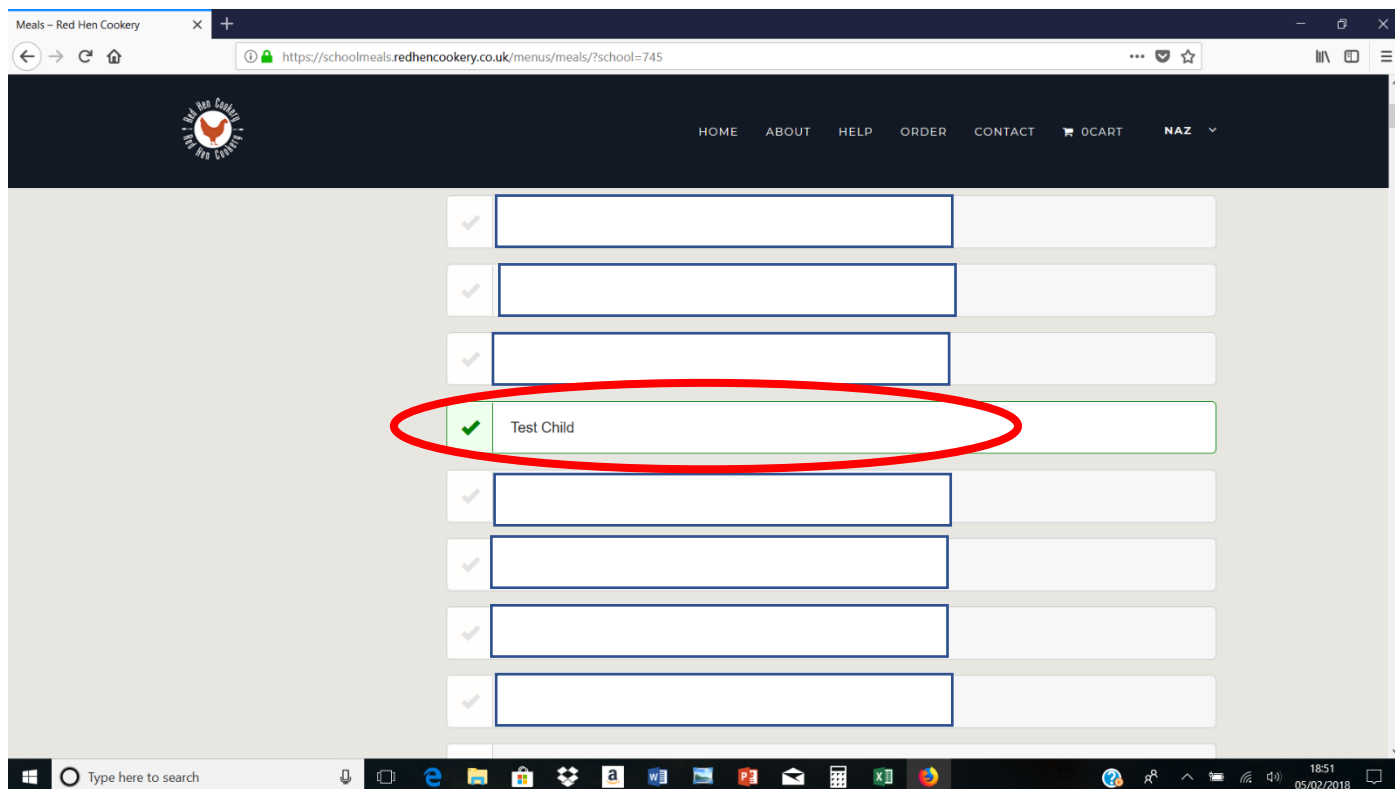 Meals – Red Hen Cookery
https://schoolmeals.redhencookery.co.uk/menus/meals/?school=745
Red Hen Cookery
Red Hen Cookery
HOME ABOUT HELP ORDER CONTACT 0CART NAZ
Test Child
Type here to search
18:51
05/02/2018